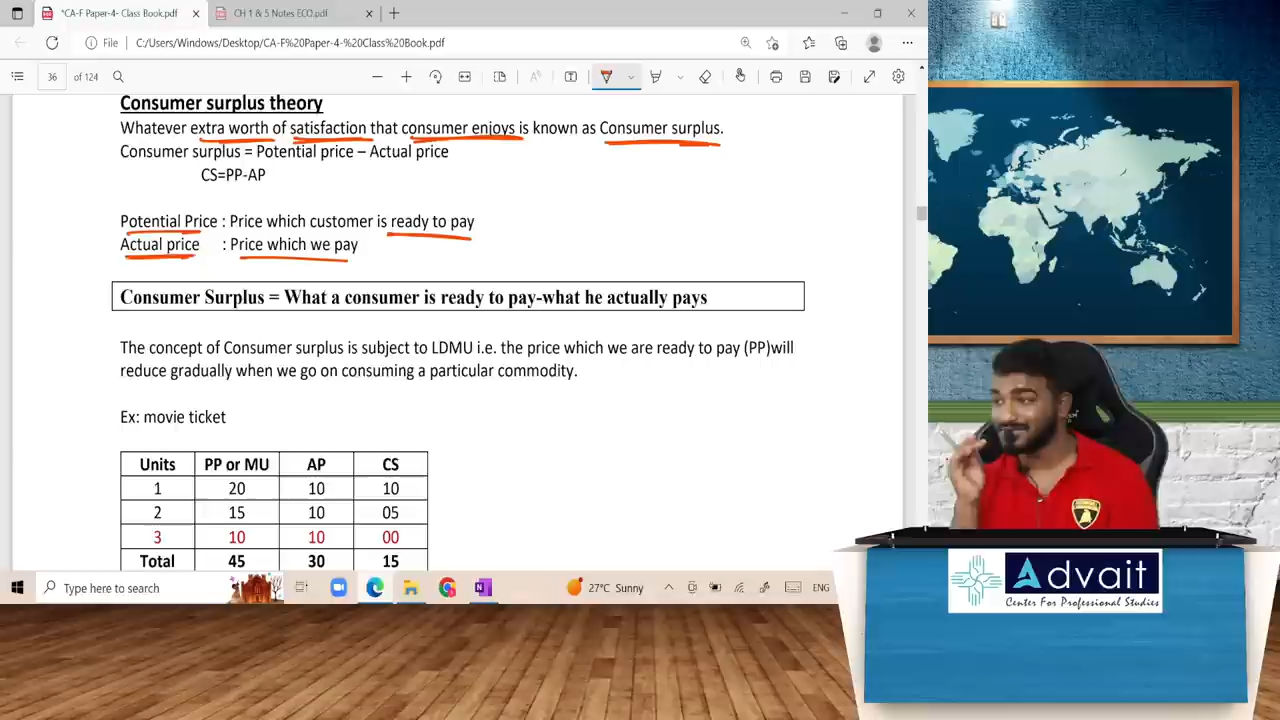 *CA-F Paper-4- Class Book.pdf
CH 1 & 5 Notes ECO.pdf
File
C:/Users/Windows/Desktop/CA-F%20Paper-4-%20Class%20Book.pdf
36 of 124
Consumer surplus theory
Whatever extra worth of satisfaction that consumer enjoys is known as Consumer surplus.
Consumer surplus = Potential price – Actual price
CS=PP-AP
Potential Price : Price which customer is ready to pay
Actual price : Price which we pay
Consumer Surplus = What a consumer is ready to pay-what he actually pays
The concept of Consumer surplus is subject to LDMU i.e. the price which we are ready to pay (PP)will
reduce gradually when we go on consuming a particular commodity.
Ex: movie ticket
Units PP or MU AP CS
1 20 10 10
2 15 10 05
3 10 10 00
Total 45 30 15
Type here to search
27°C Sunny
ENG
Advait
Center For Professional Studies